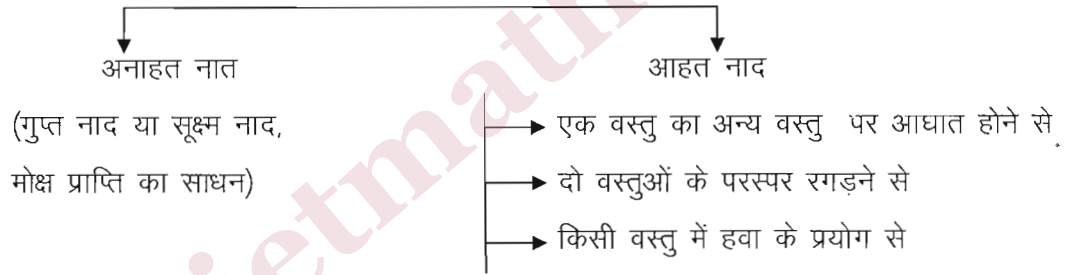 अनाहत नात
(गुप्त नाद या सूक्ष्म नाद,
मोक्ष प्राप्ति का साधन)
आहत नाद
एक वस्तु का अन्य वस्तु पर आघात होने से
दो वस्तुओं के परस्पर रगड़ने से
किसी वस्तु में हवा के प्रयोग से